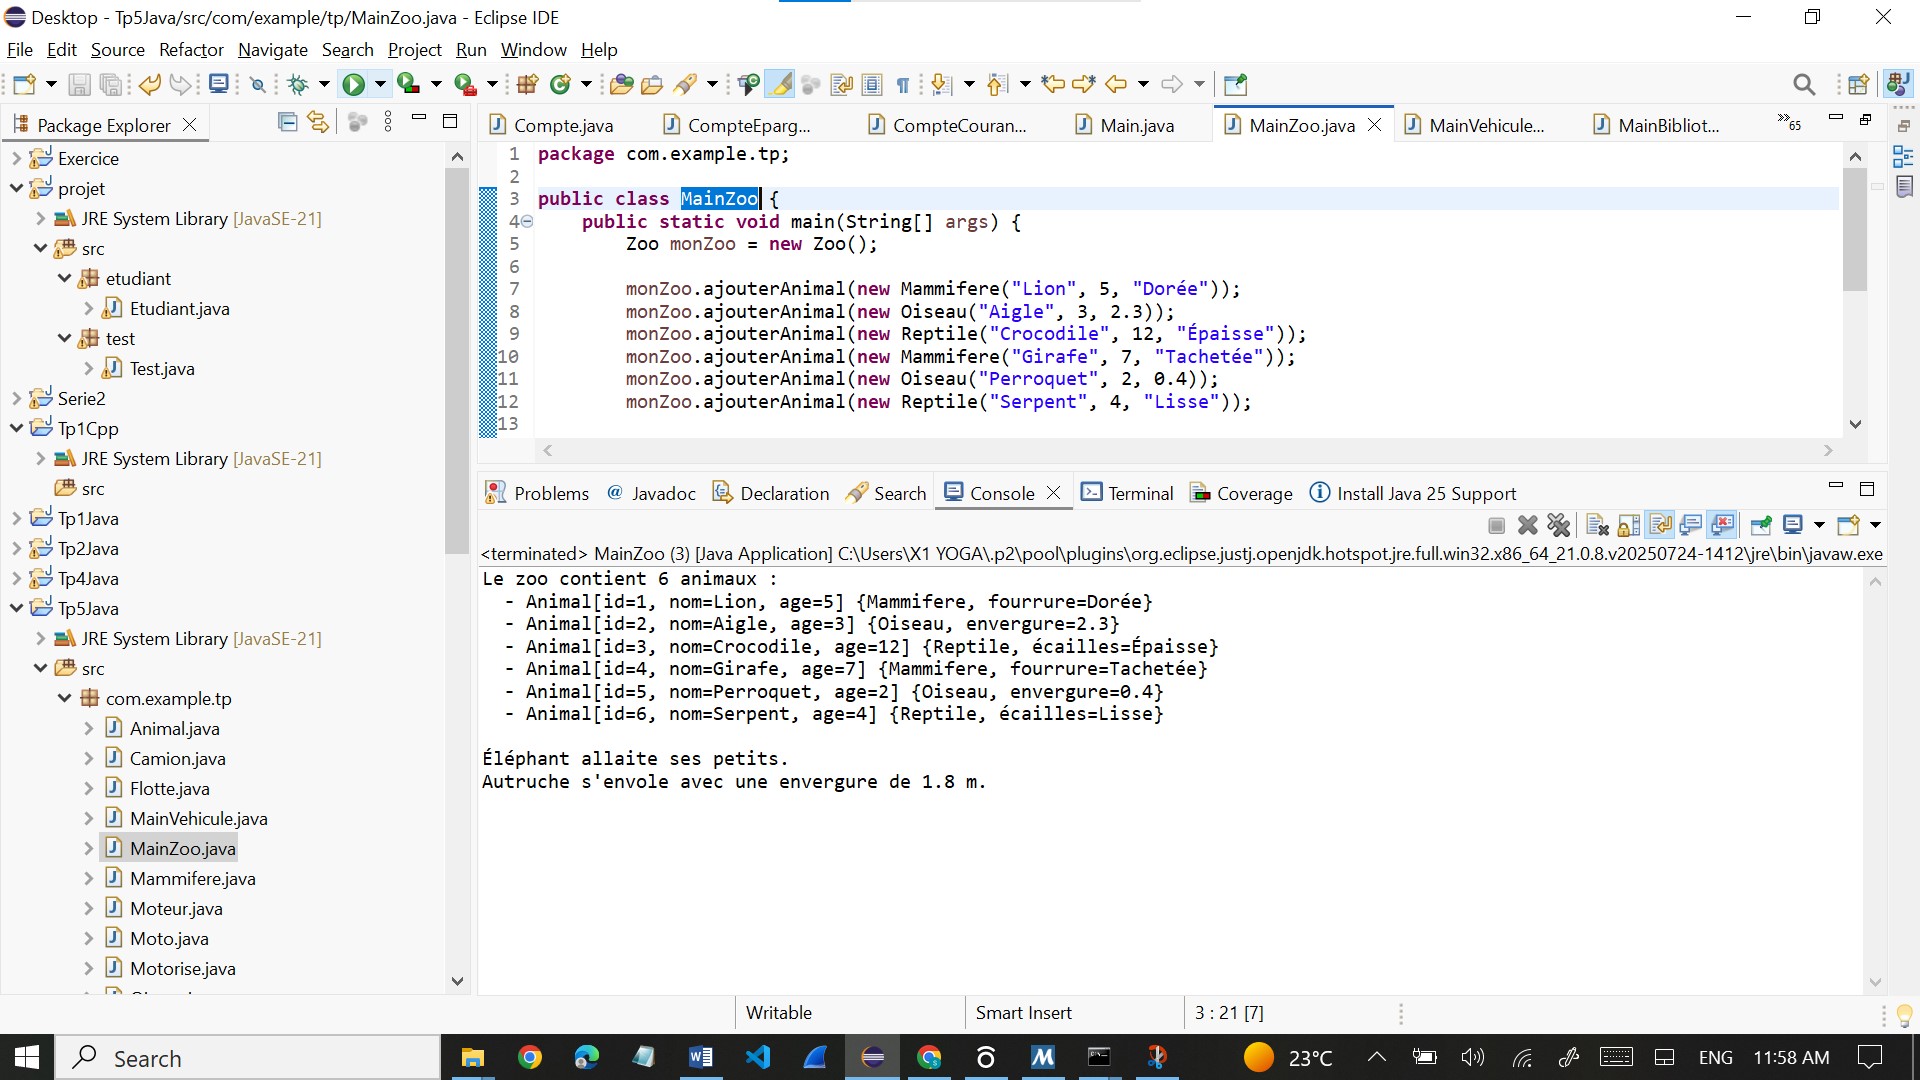 Desktop - Tp5Java/src/com/example/tp/MainZoo.java - Eclipse IDE
File Edit Source Refactor Navigate Search Project Run Window Help
Package Explorer
Exercice
projet
JRE System Library [JavaSE-21]
src
etudiant
Etudiant.java
test
Test.java
Serie2
Tp1Cpp
JRE System Library [JavaSE-21]
src
Tp1Java
Tp2Java
Tp4Java
Tp5Java
JRE System Library [JavaSE-21]
src
com.example.tp
Animal.java
Camion.java
Flotte.java
MainVehicule.java
MainZoo.java
Mammifere.java
Moteur.java
Moto.java
Motorise.java
Compte.java CompteEparg... CompteCouran... Main.java MainZoo.java MainVehicule... MainBibliot... »65
1 package com.example.tp;
2
3 public class MainZoo {
4 public static void main(String[] args) {
5 Zoo monZoo = new Zoo();
6
7 monZoo.ajouterAnimal(new Mammifere("Lion", 5, "Dorée"));
8 monZoo.ajouterAnimal(new Oiseau("Aigle", 3, 2.3));
9 monZoo.ajouterAnimal(new Reptile("Crocodile", 12, "Épaisse"));
10 monZoo.ajouterAnimal(new Mammifere("Girafe", 7, "Tachetée"));
11 monZoo.ajouterAnimal(new Oiseau("Perroquet", 2, 0.4));
12 monZoo.ajouterAnimal(new Reptile("Serpent", 4, "Lisse"));
13
Problems Javadoc Declaration Search Console Terminal Coverage Install Java 25 Support
<terminated> MainZoo (3) [Java Application] C:\Users\X1 YOGA\.p2\pool\plugins\org.eclipse.justj.openjdk.hotspot.jre.full.win32.x86_64_21.0.8.v20250724-1412\jre\bin\javaw.exe
Le zoo contient 6 animaux :
- Animal[id=1, nom=Lion, age=5] {Mammifere, fourrure=Dorée}
- Animal[id=2, nom=Aigle, age=3] {Oiseau, envergure=2.3}
- Animal[id=3, nom=Crocodile, age=12] {Reptile, écailles=Épaisse}
- Animal[id=4, nom=Girafe, age=7] {Mammifere, fourrure=Tachetée}
- Animal[id=5, nom=Perroquet, age=2] {Oiseau, envergure=0.4}
- Animal[id=6, nom=Serpent, age=4] {Reptile, écailles=Lisse}
Éléphant allaite ses petits.
Autruche s'envole avec une envergure de 1.8 m.
Writable Smart Insert 3 : 21 [7]
Search 23°C ENG 11:58 AM